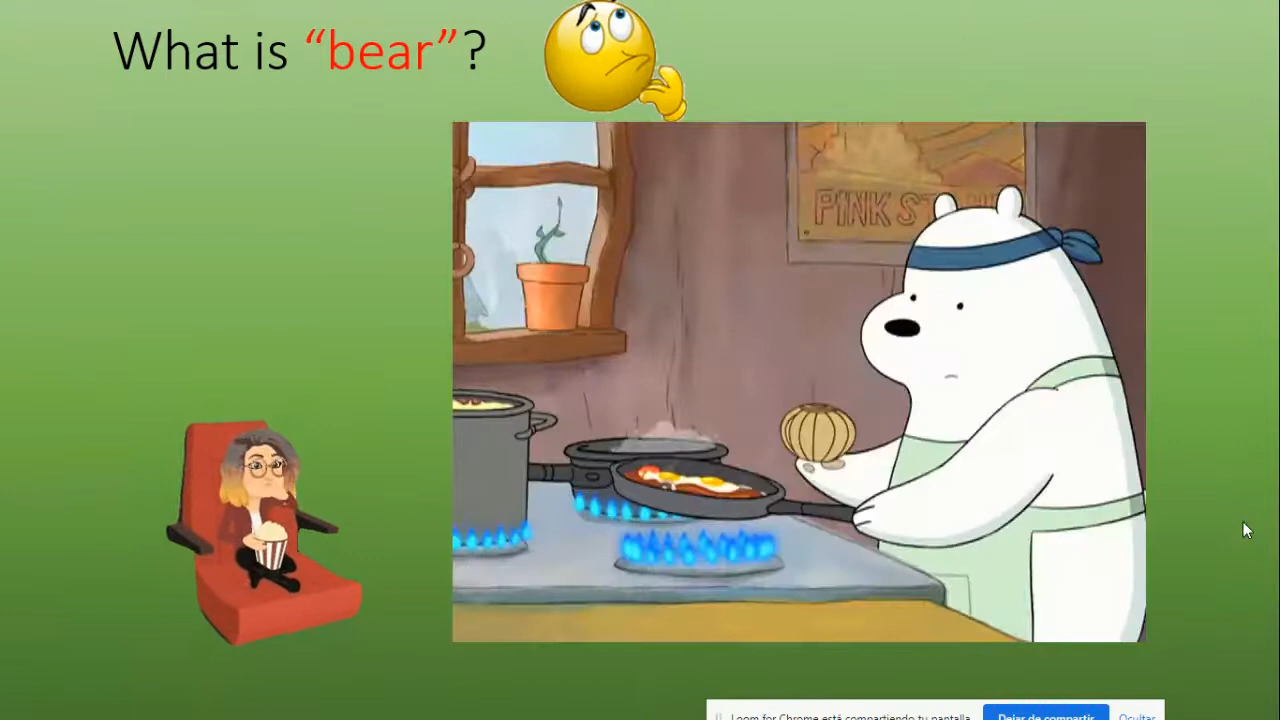 What is “bear”?
PINK ST
Loom for Chrome está compartiendo tu pantalla.
Dejar de compartir
Ocultar